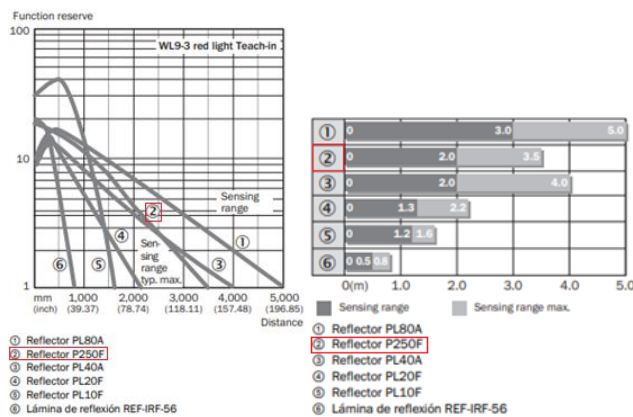 Function reserve
100
WL9-3 red light Teach-in
10
Sensing
range
②
Sen-
sing
range
typ. max.
④
①
⑥
⑤
③
1
mm 1,000 2,000 3,000 4,000 5,000
(inch) (39.37) (78.74) (118.11) (157.48) (196.85)
Distance
① Reflector PL80A
② Reflector P250F
③ Reflector PL40A
④ Reflector PL20F
⑤ Reflector PL10F
⑥ Lámina de reflexión REF-IRF-56
① 0 3.0 5.0
② 0 2.0 3.5
③ 0 2.0 4.0
④ 0 1.3 2.2
⑤ 0 1.2 1.6
⑥ 0 0.5 0.8
0(m) 1.0 2.0 3.0 4.0 5.0
Sensing range Sensing range max.
① Reflector PL80A
② Reflector P250F
③ Reflector PL40A
④ Reflector PL20F
⑤ Reflector PL10F
⑥ Lámina de reflexión REF-IRF-56